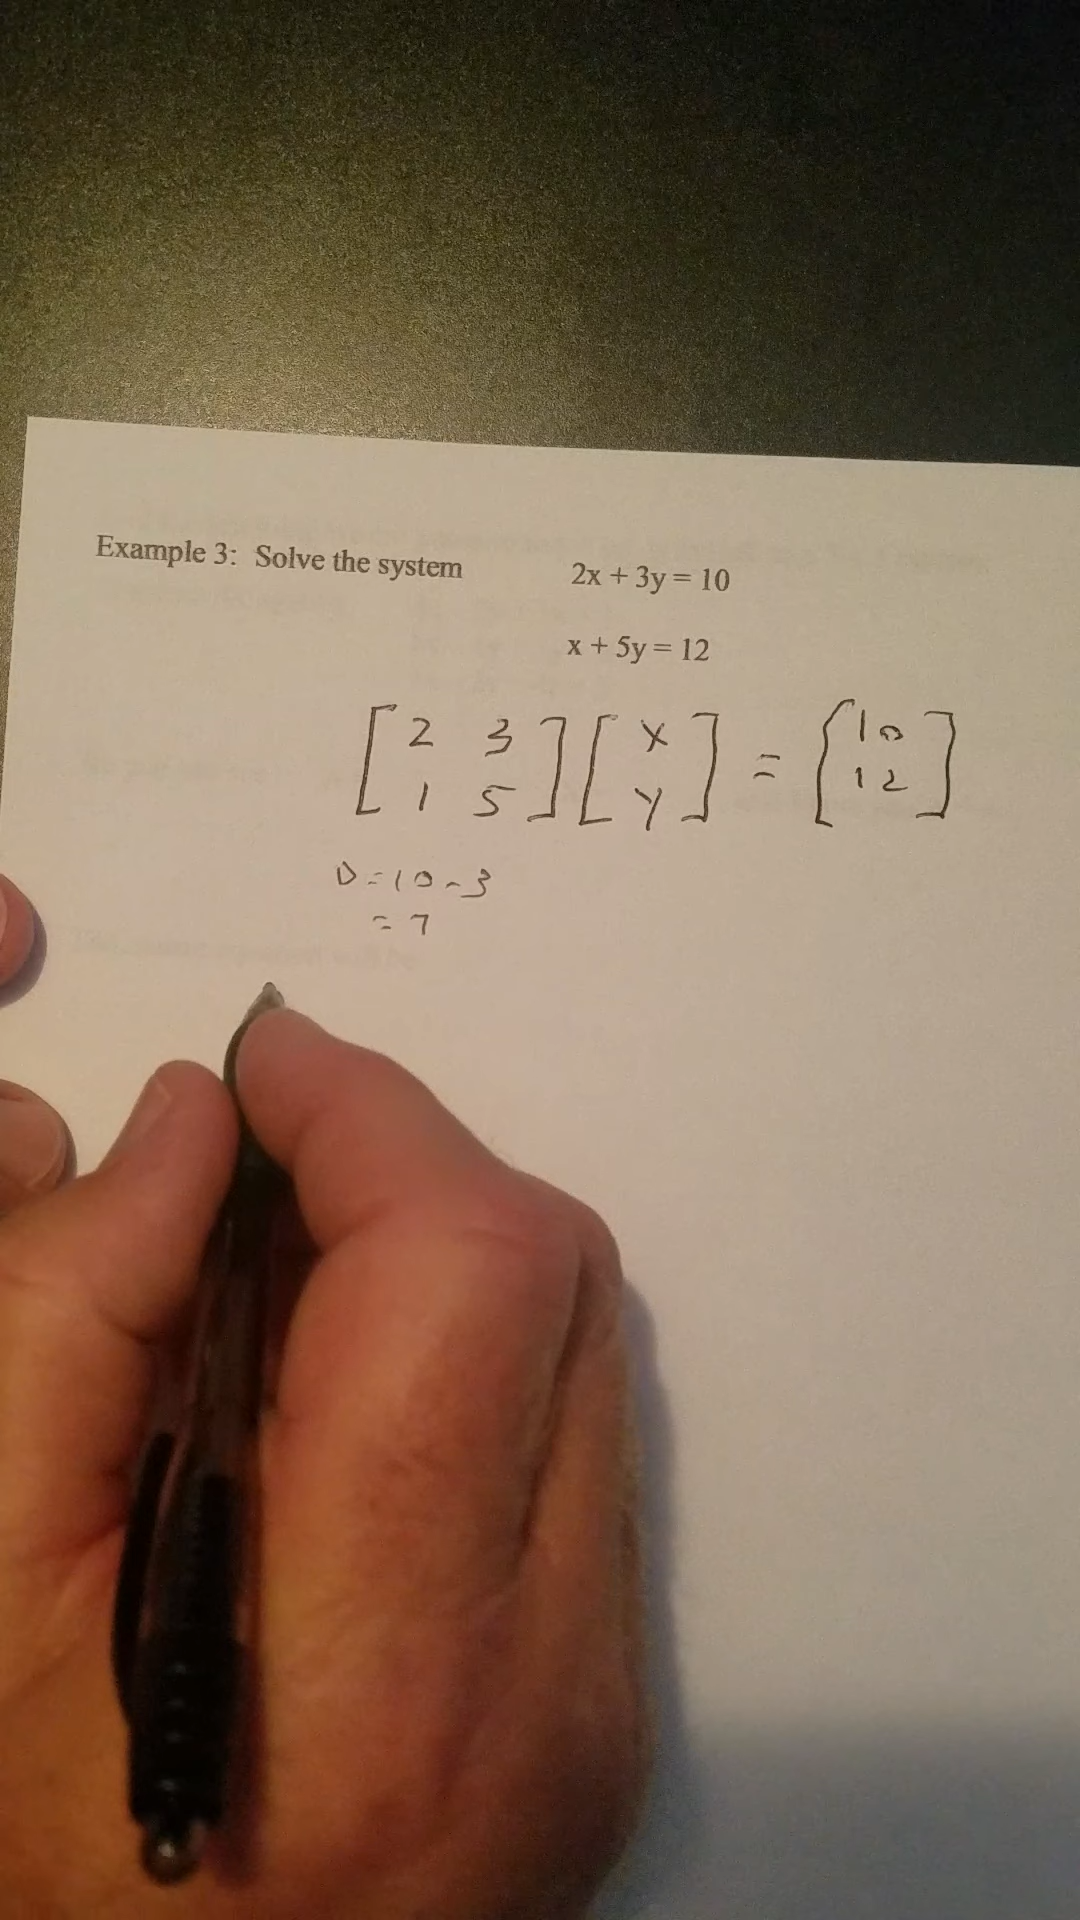 Example 3: Solve the system 2x + 3y = 10
x + 5y = 12
[2 3] [x] = [10]
[1 5] [y] [12]
D = 10 - 3
= 7